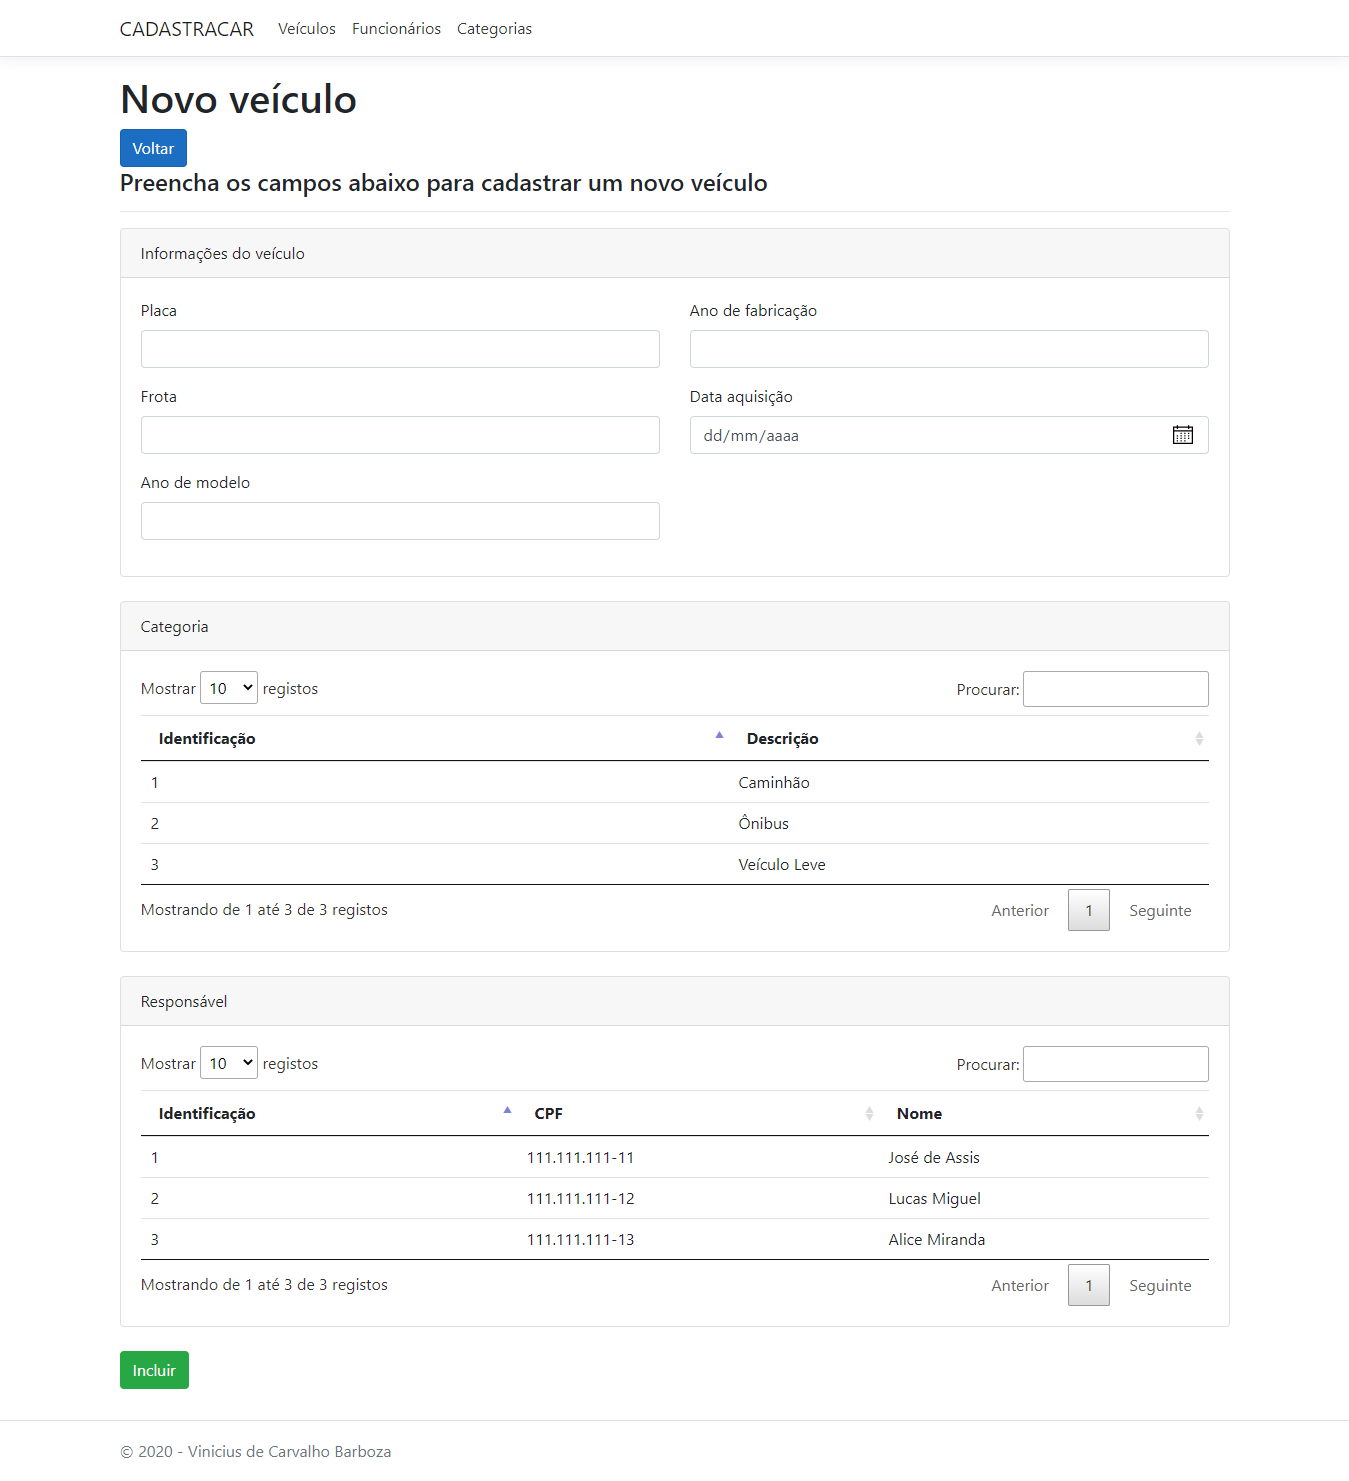 CADASTRACAR Veículos Funcionários Categorias
Novo veículo
Voltar
Preencha os campos abaixo para cadastrar um novo veículo
Informações do veículo
Placa Ano de fabricação
Frota Data aquisição
dd/mm/aaaa
Ano de modelo
Categoria
Mostrar 10 registos Procurar:
Identificação Descrição
1 Caminhão
2 Ônibus
3 Veículo Leve
Mostrando de 1 até 3 de 3 registos Anterior 1 Seguinte
Responsável
Mostrar 10 registos Procurar:
Identificação CPF Nome
1 111.111.111-11 José de Assis
2 111.111.111-12 Lucas Miguel
3 111.111.111-13 Alice Miranda
Mostrando de 1 até 3 de 3 registos Anterior 1 Seguinte
Incluir
© 2020 - Vinicius de Carvalho Barboza